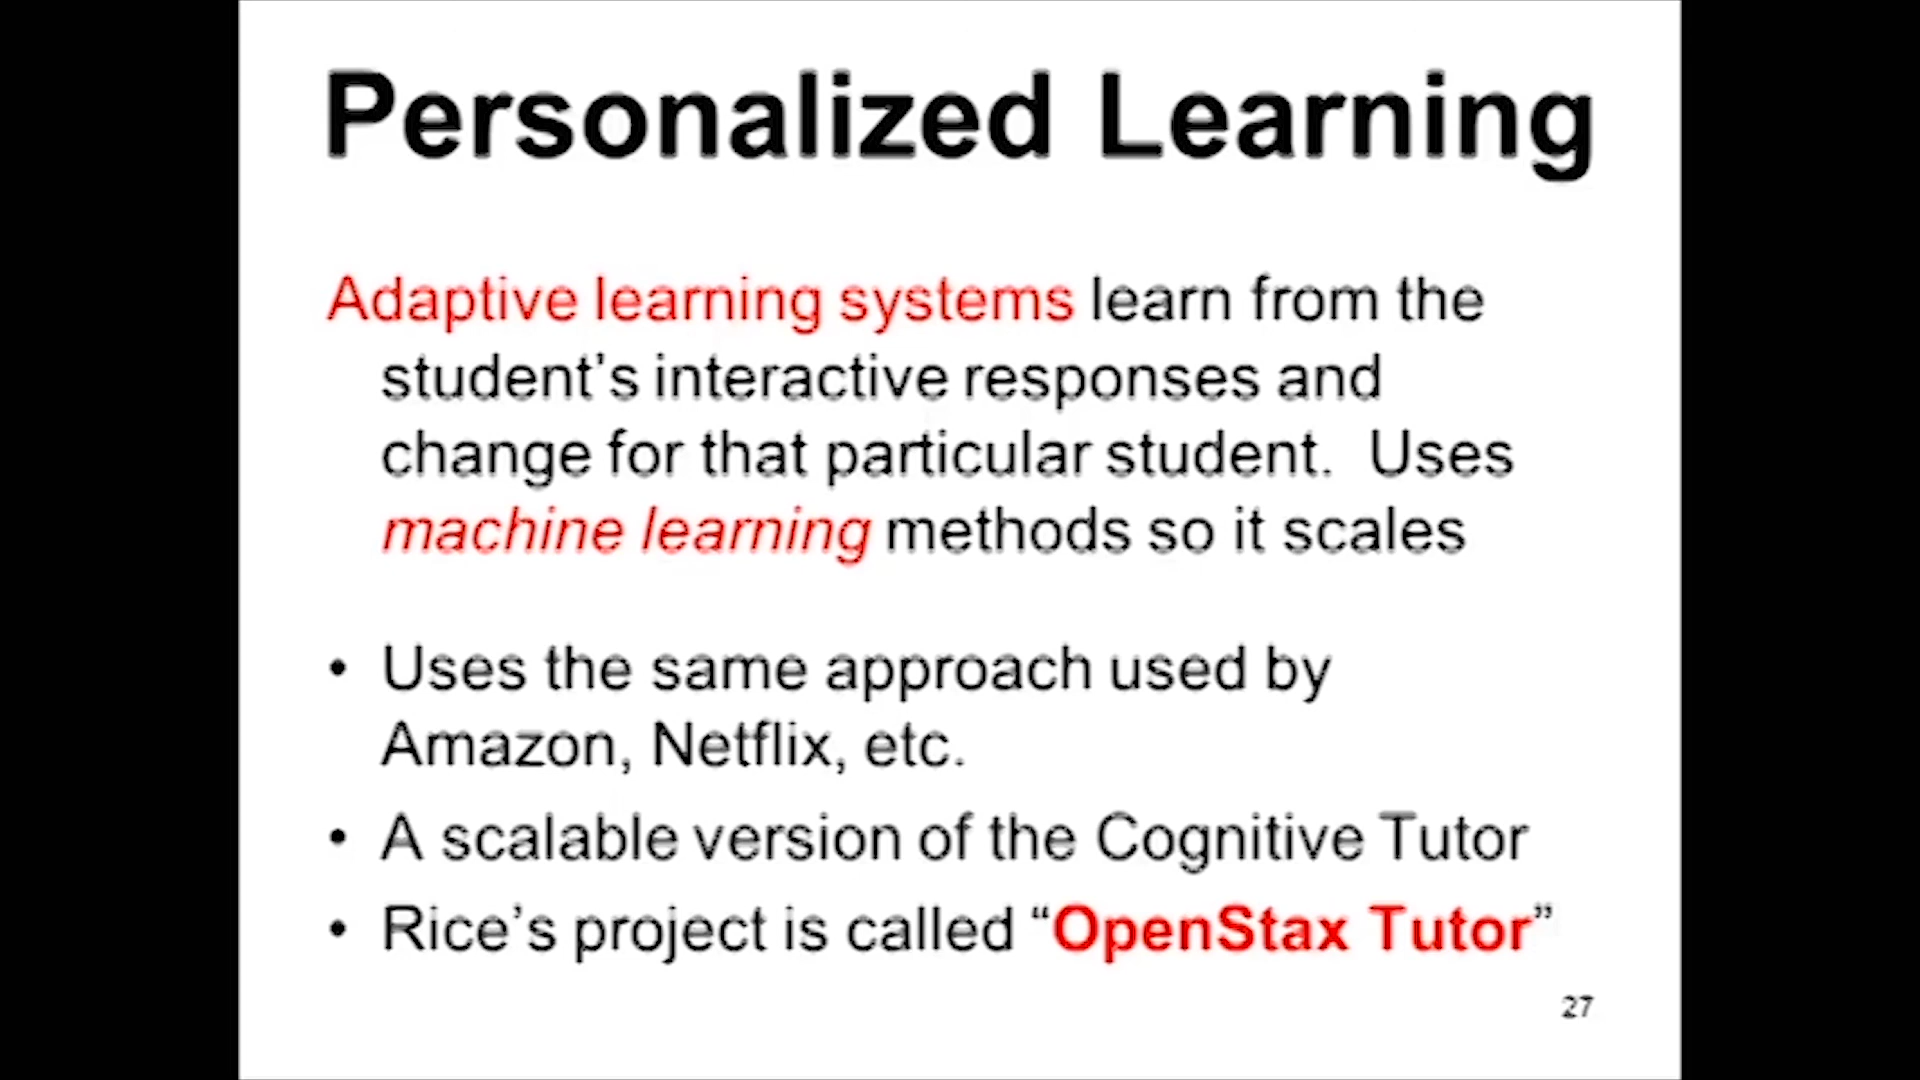 Personalized Learning
Adaptive learning systems learn from the
student's interactive responses and
change for that particular student.  Uses
machine learning methods so it scales
• Uses the same approach used by
Amazon, Netflix, etc.
• A scalable version of the Cognitive Tutor
• Rice’s project is called “OpenStax Tutor”
27